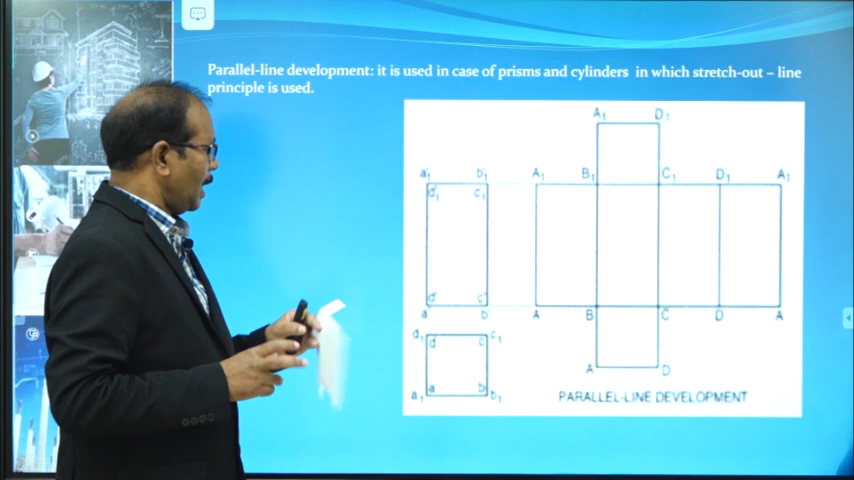 Parallel-line development: it is used in case of prisms and cylinders in which stretch-out – line
principle is used.
A1 D1
a'1 b'1 A1 B1 C1 D1 A1
d'1 c'1
d' c'
a' b' A B C D A
d1 d c c1
A D
a1 a b b1
PARALLEL-LINE DEVELOPMENT